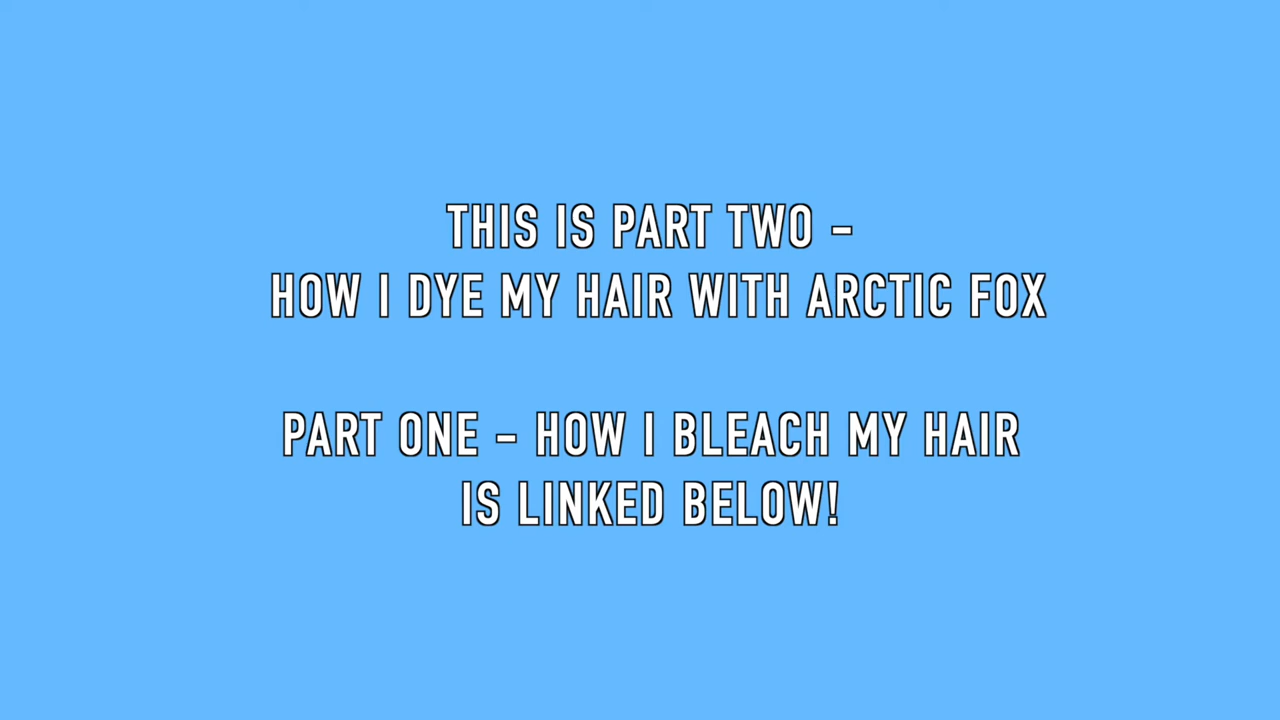 THIS IS PART TWO -
HOW I DYE MY HAIR WITH ARCTIC FOX
PART ONE - HOW I BLEACH MY HAIR
IS LINKED BELOW!